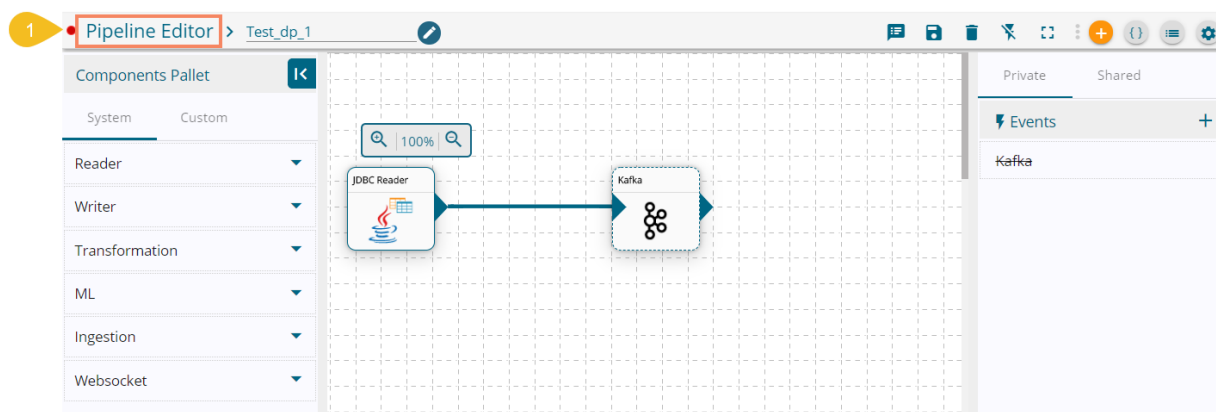 1
Pipeline Editor > Test_dp_1
Components Pallet
System Custom
Reader
Writer
Transformation
ML
Ingestion
Websocket
100%
JDBC Reader
Kafka
Private Shared
Events +
Kafka